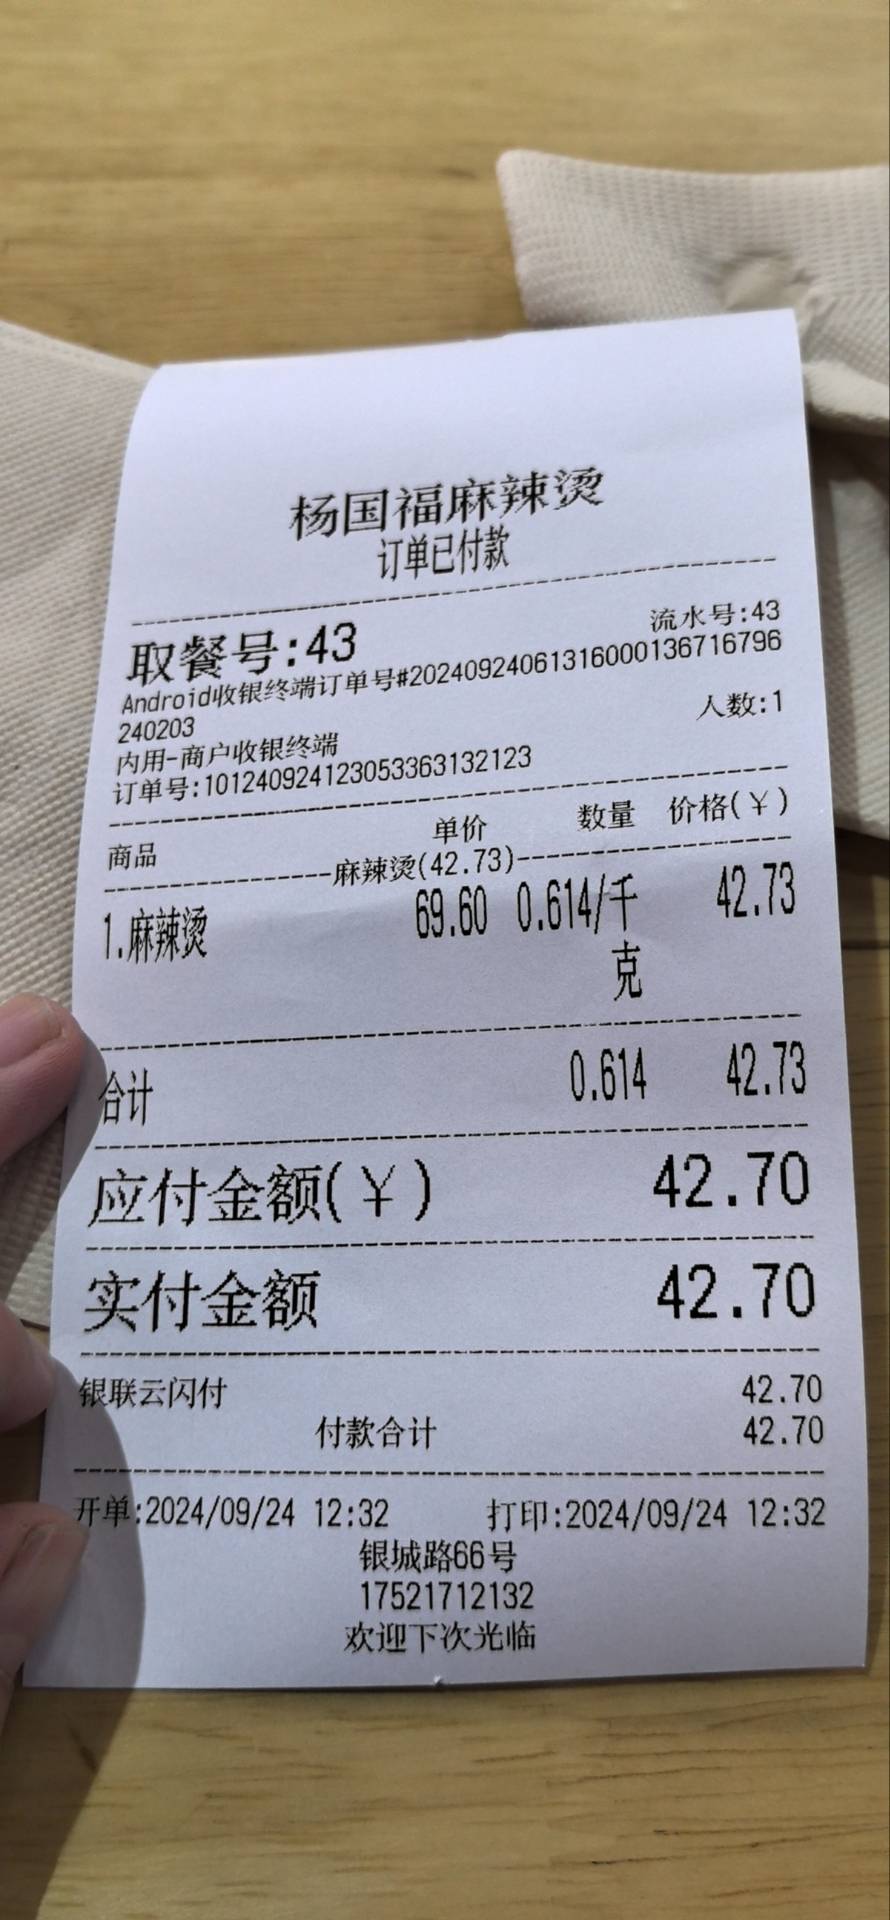 杨国福麻辣烫
订单已付款
取餐号:43 流水号:43
Android收银终端订单号#20240924061316000136716796
240203 人数:1
内用-商户收银终端
订单号:101240924123053363132123
商品 单价 数量 价格(¥)
麻辣烫(42.73)
1.麻辣烫 69.60 0.614/千 42.73
克
合计 0.614 42.73
应付金额(¥) 42.70
实付金额 42.70
银联云闪付 42.70
付款合计 42.70
开单:2024/09/24 12:32 打印:2024/09/24 12:32
银城路66号
17521712132
欢迎下次光临